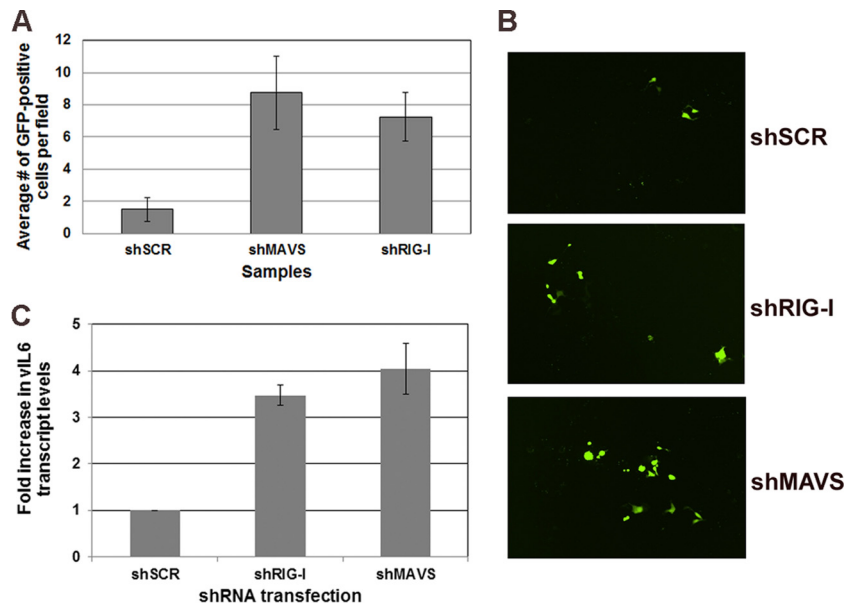 A
Average # of GFP-positive
cells per field
12
10
8
6
4
2
0
shSCR
shMAVS
shRIG-I
Samples
B
shSCR
shRIG-I
shMAVS
C
Fold increase in vIL6
transcript levels
5
4
3
2
1
0
shSCR
shRIG-I
shMAVS
shRNA transfection